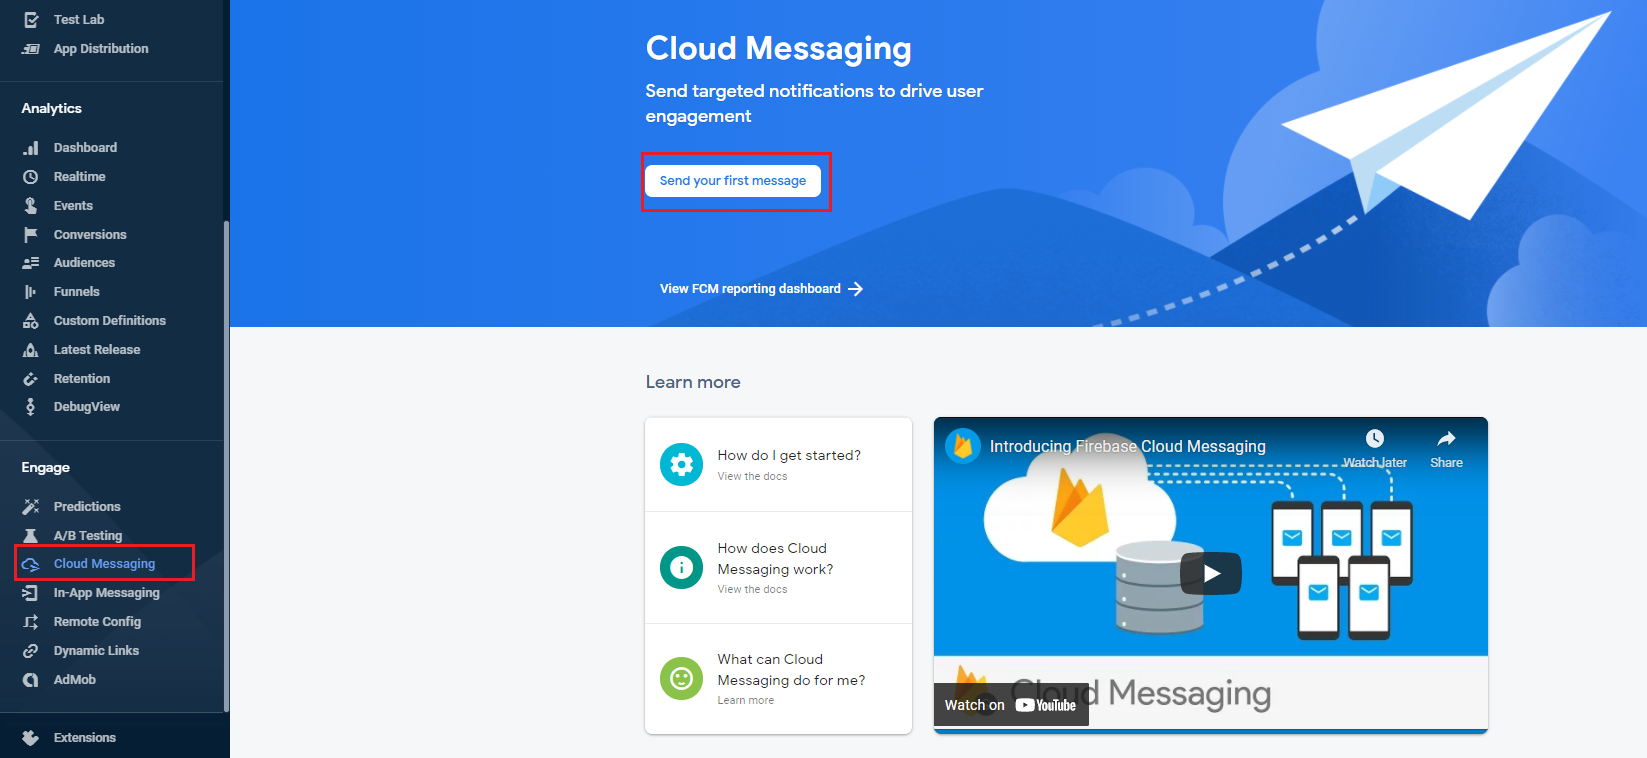 Test Lab
App Distribution
Analytics
Dashboard
Realtime
Events
Conversions
Audiences
Funnels
Custom Definitions
Latest Release
Retention
DebugView
Engage
Predictions
A/B Testing
Cloud Messaging
In-App Messaging
Remote Config
Dynamic Links
AdMob
Extensions
Cloud Messaging
Send targeted notifications to drive user
engagement
Send your first message
View FCM reporting dashboard
Learn more
How do I get started?
View the docs
How does Cloud
Messaging work?
View the docs
What can Cloud
Messaging do for me?
Learn more
Introducing Firebase Cloud Messaging
Watch later
Share
Cloud Messaging
Watch on YouTube